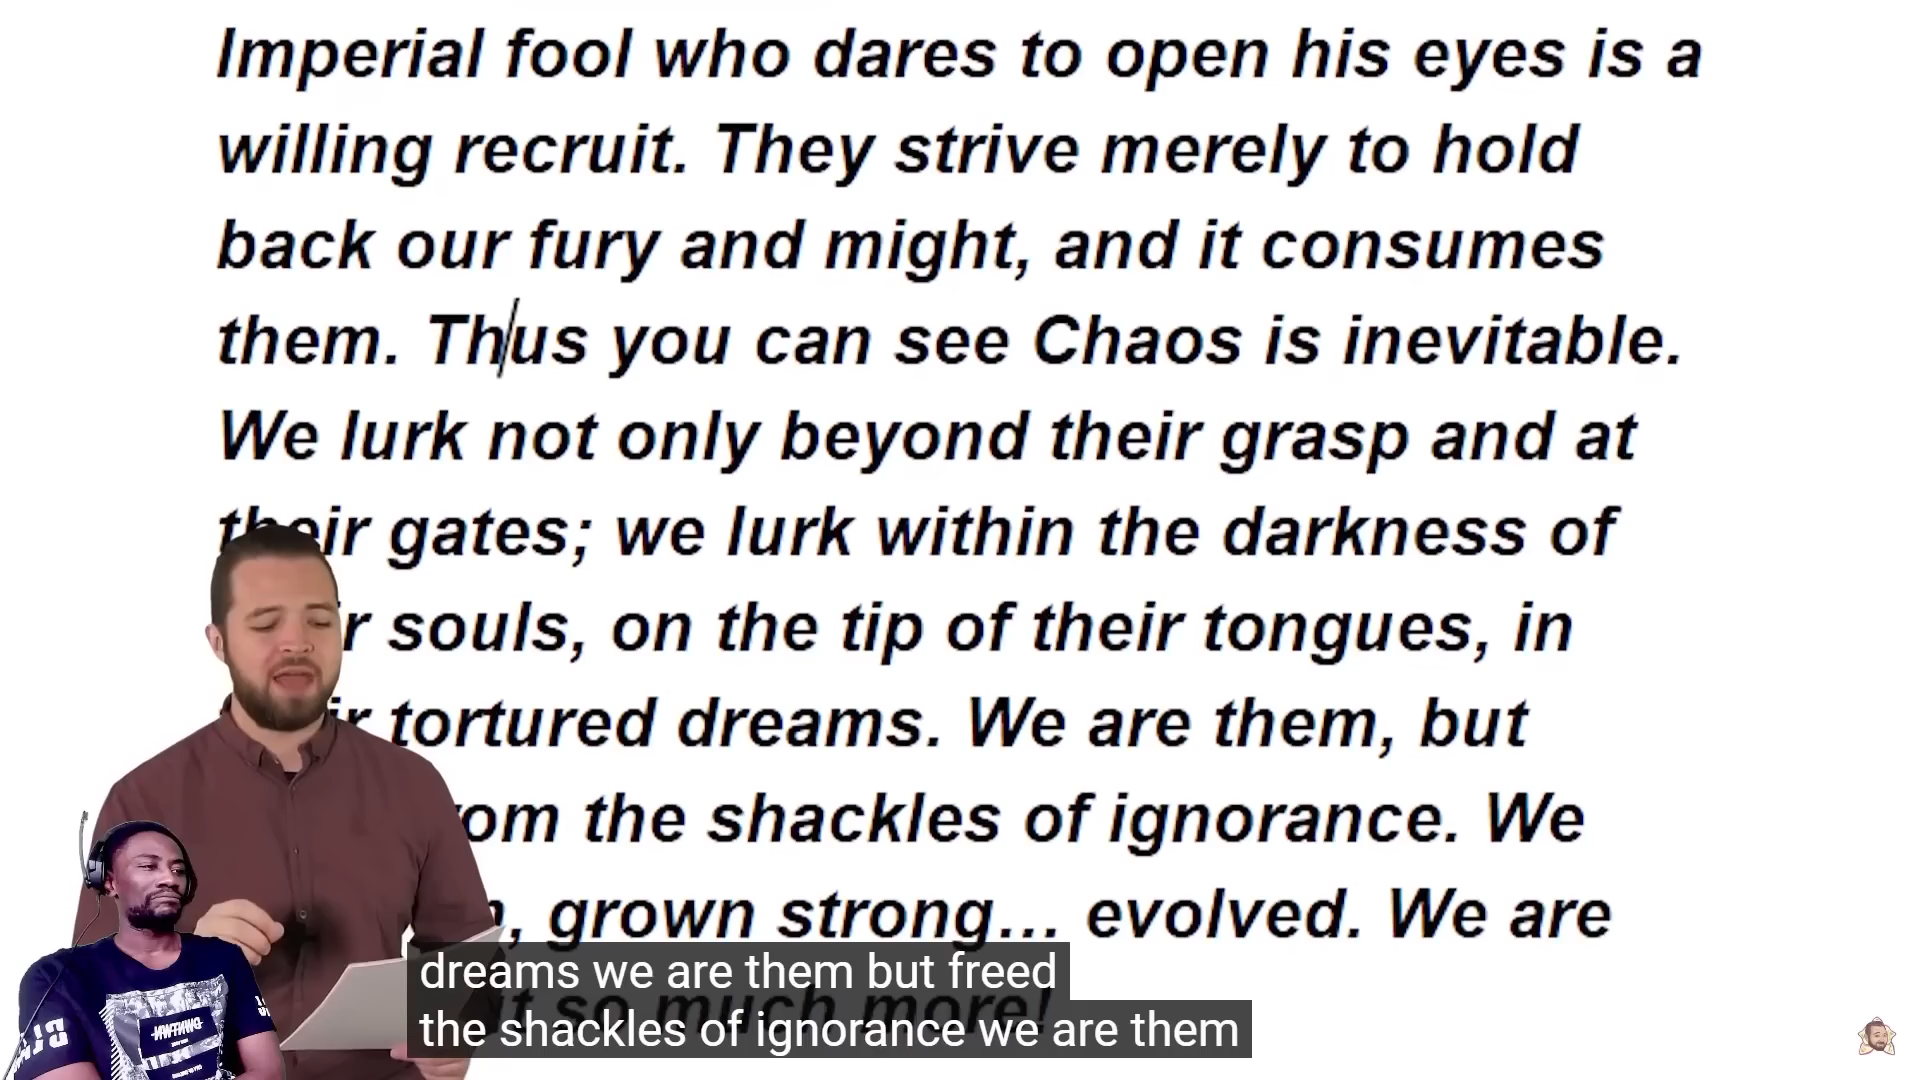 Imperial fool who dares to open his eyes is a
willing recruit. They strive merely to hold
back our fury and might, and it consumes
them. Thus you can see Chaos is inevitable.
We lurk not only beyond their grasp and at
their gates; we lurk within the darkness of
souls, on the tip of their tongues, in
tortured dreams. We are them, but
the shackles of ignorance. We
grown strong... evolved. We are
so much more!
dreams we are them but freed
the shackles of ignorance we are them